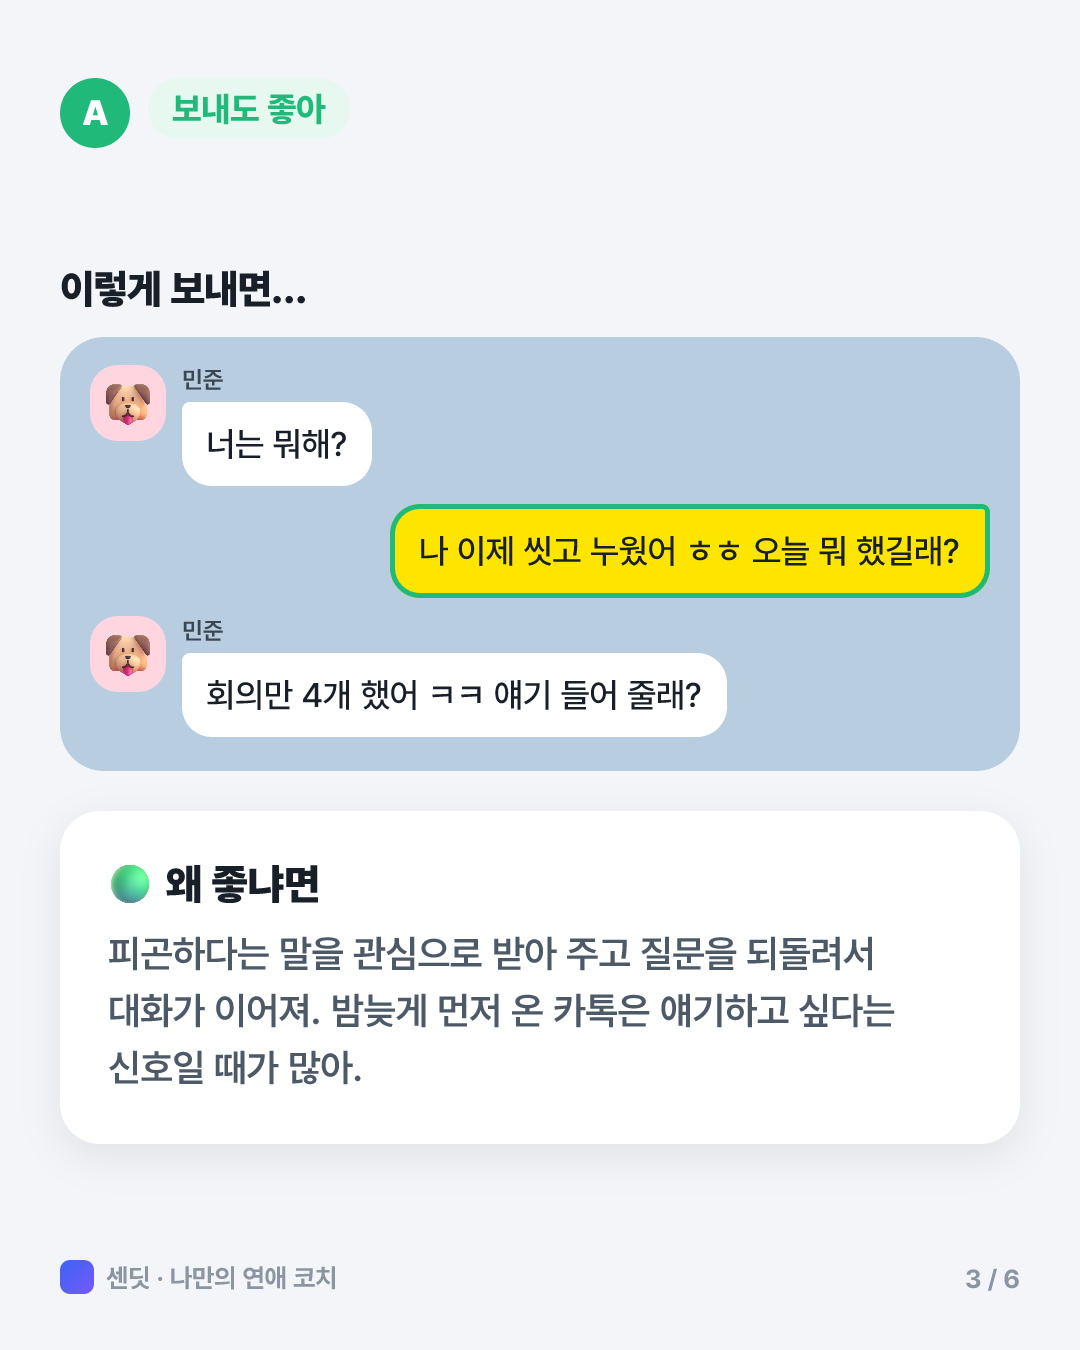 A 보내도 좋아
이렇게 보내면...
민준
너는 뭐해?
나 이제 씻고 누웠어 ㅎㅎ 오늘 뭐 했길래?
민준
회의만 4개 했어 ㅋㅋ 얘기 들어 줄래?
왜 좋냐면
피곤하다는 말을 관심으로 받아 주고 질문을 되돌려서
대화가 이어져. 밤늦게 먼저 온 카톡은 얘기하고 싶다는
신호일 때가 많아.
센딧 · 나만의 연애 코치
3 / 6